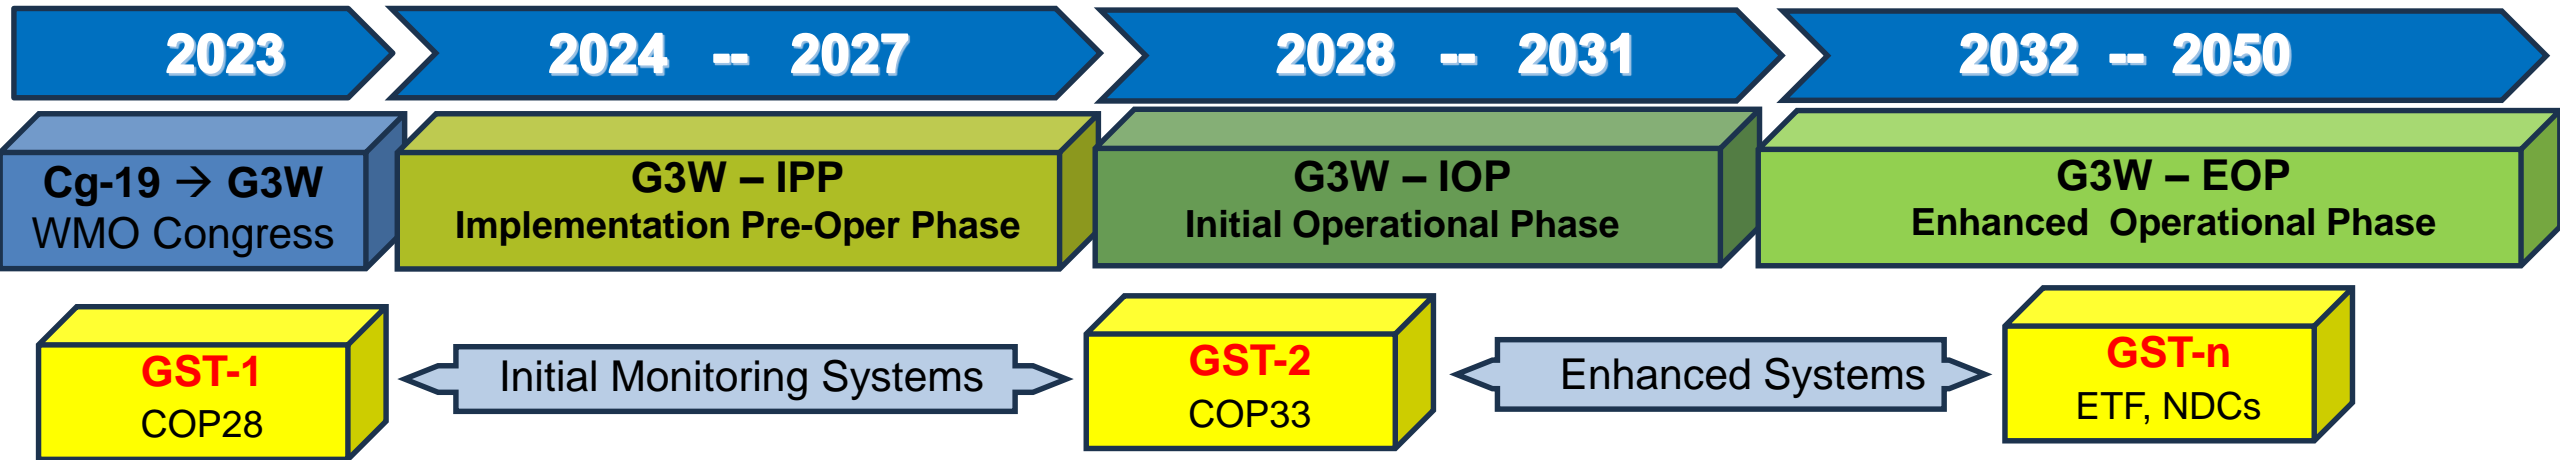 2023
2024 -- 2027
2028 -- 2031
2032 -- 2050
Cg-19 → G3W
WMO Congress
G3W – IPP
Implementation Pre-Oper Phase
G3W – IOP
Initial Operational Phase
G3W – EOP
Enhanced Operational Phase
GST-1
COP28
Initial Monitoring Systems
GST-2
COP33
Enhanced Systems
GST-n
ETF, NDCs